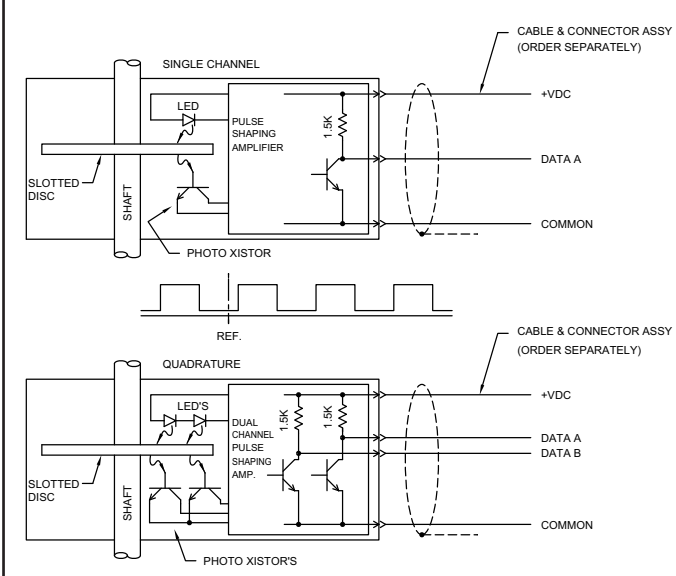 CABLE & CONNECTOR ASSY
(ORDER SEPARATELY)
SINGLE CHANNEL
+VDC
LED
PULSE
SHAPING
AMPLIFIER
1.5K
DATA A
SLOTTED
DISC
SHAFT
COMMON
PHOTO XISTOR
REF.
CABLE & CONNECTOR ASSY
(ORDER SEPARATELY)
QUADRATURE
+VDC
LED'S
DUAL
CHANNEL
PULSE
SHAPING
AMP.
1.5K
1.5K
DATA A
DATA B
SLOTTED
DISC
SHAFT
COMMON
PHOTO XISTOR'S